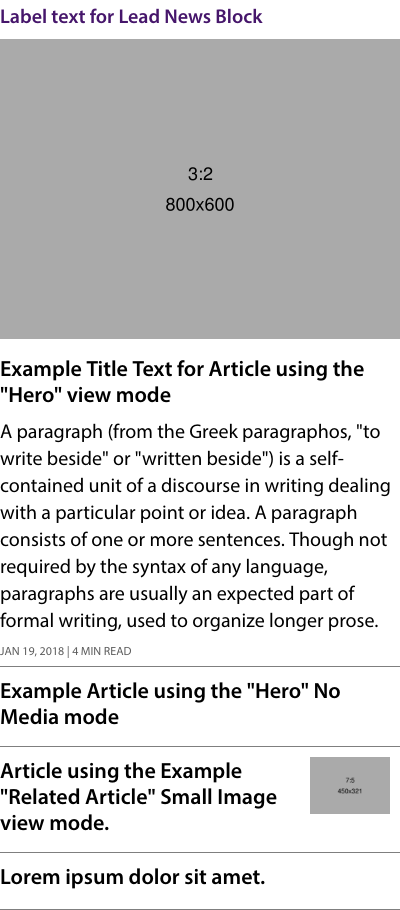 Label text for Lead News Block
3:2
800x600
Example Title Text for Article using the
"Hero" view mode
A paragraph (from the Greek paragraphos, "to
write beside" or "written beside") is a self-
contained unit of a discourse in writing dealing
with a particular point or idea. A paragraph
consists of one or more sentences. Though not
required by the syntax of any language,
paragraphs are usually an expected part of
formal writing, used to organize longer prose.
JAN 19, 2018 | 4 MIN READ
Example Article using the "Hero" No
Media mode
Article using the Example
"Related Article" Small Image
view mode.
7:5
450x321
Lorem ipsum dolor sit amet.